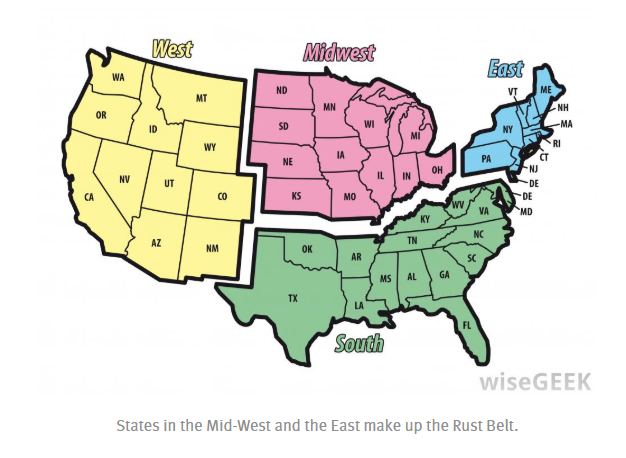 West
Midwest
East
WA
OR
CA
NV
ID
MT
WY
UT
CO
AZ
NM
ND
SD
NE
KS
MN
IA
MO
WI
IL
MI
IN
OH
ME
VT
NH
MA
NY
RI
CT
PA
NJ
DE
DE
MD
WV
VA
KY
NC
TN
SC
OK
AR
TX
LA
MS
AL
GA
FL
South
wiseGEEK
States in the Mid-West and the East make up the Rust Belt.